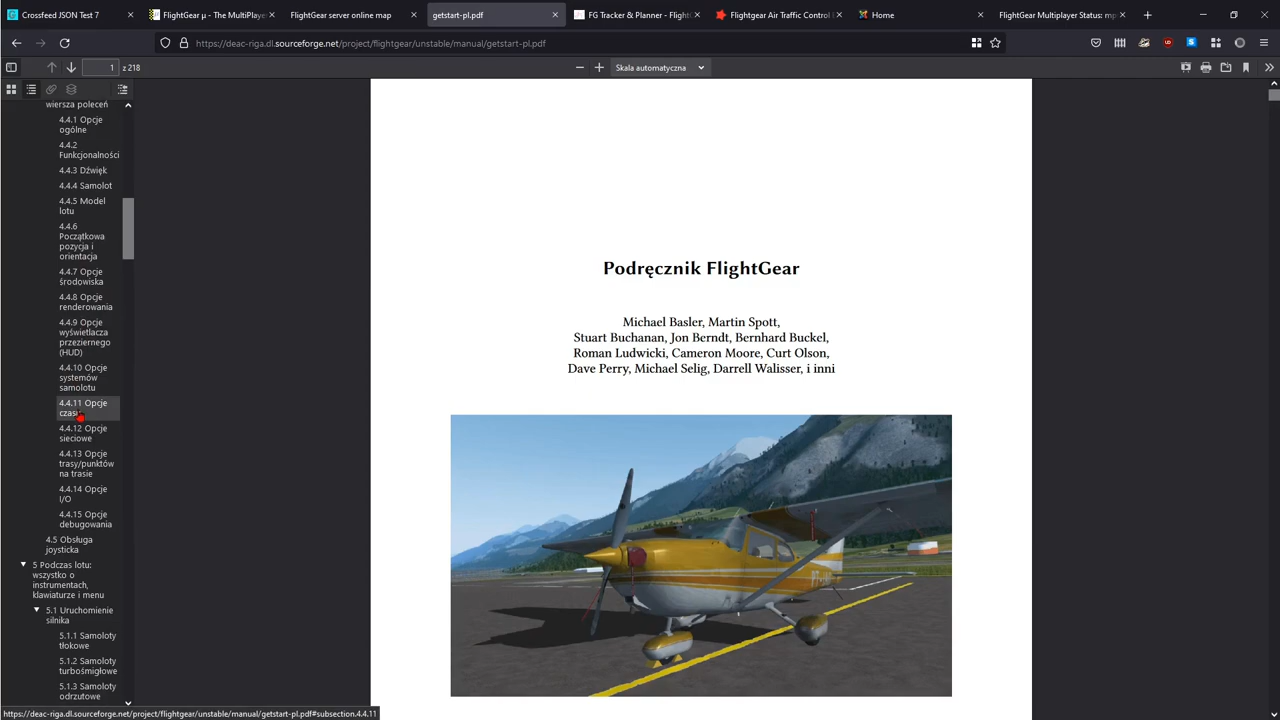 Crossfeed JSON Test 7
FlightGear μ - The MultiPlaye
FlightGear server online map
getstart-pl.pdf
FG Tracker & Planner - FlightG
Flightgear Air Traffic Control
Home
FlightGear Multiplayer Status: mp
https://deac-riga.dl.sourceforge.net/project/flightgear/unstable/manual/getstart-pl.pdf
1 z 218
Skala automatyczna
wiersza poleceń
4.4.1 Opcje
ogólne
4.4.2
Funkcjonalności
4.4.3 Dźwięk
4.4.4 Samolot
4.4.5 Model
lotu
4.4.6
Początkowa
pozycja i
orientacja
4.4.7 Opcje
środowiska
4.4.8 Opcje
renderowania
4.4.9 Opcje
wyświetlacza
przeziernego
(HUD)
4.4.10 Opcje
systemów
samolotu
4.4.11 Opcje
czasu
4.4.12 Opcje
sieciowe
4.4.13 Opcje
trasy/punktów
na trasie
4.4.14 Opcje
I/O
4.4.15 Opcje
debugowania
4.5 Obsługa
joysticka
5 Podczas lotu:
wszystko o
instrumentach,
klawiaturze i menu
5.1 Uruchomienie
silnika
5.1.1 Samoloty
tłokowe
5.1.2 Samoloty
turbośmigłowe
5.1.3 Samoloty
odrzutowe
Podręcznik FlightGear
Michael Basler, Martin Spott,
Stuart Buchanan, Jon Berndt, Bernhard Buckel,
Roman Ludwicki, Cameron Moore, Curt Olson,
Dave Perry, Michael Selig, Darrell Walisser, i inni
https://deac-riga.dl.sourceforge.net/project/flightgear/unstable/manual/getstart-pl.pdf#subsection.4.4.11